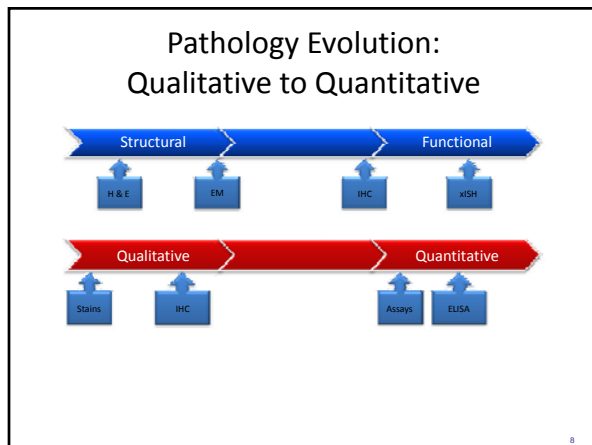 Pathology Evolution:
Qualitative to Quantitative
Structural Functional
H & E EM IHC xISH
Qualitative Quantitative
Stains IHC Assays ELISA
8